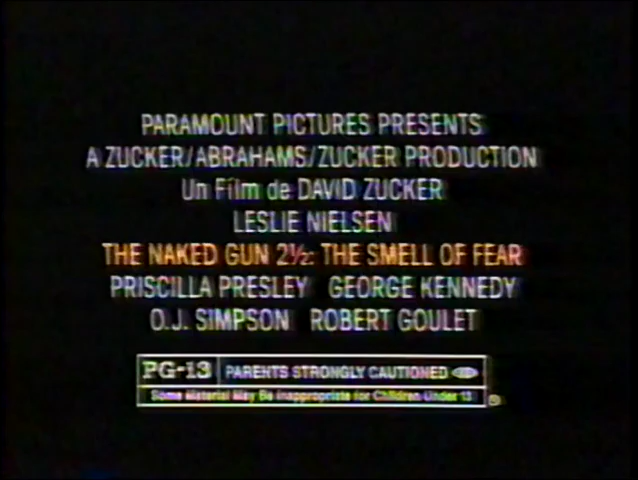 PARAMOUNT PICTURES PRESENTS
A ZUCKER/ABRAHAMS/ZUCKER PRODUCTION
Un Film de DAVID ZUCKER
LESLIE NIELSEN
THE NAKED GUN 2½: THE SMELL OF FEAR
PRISCILLA PRESLEY GEORGE KENNEDY
O.J. SIMPSON ROBERT GOULET
PG-13 PARENTS STRONGLY CAUTIONED
Some Material May Be Inappropriate for Children Under 13